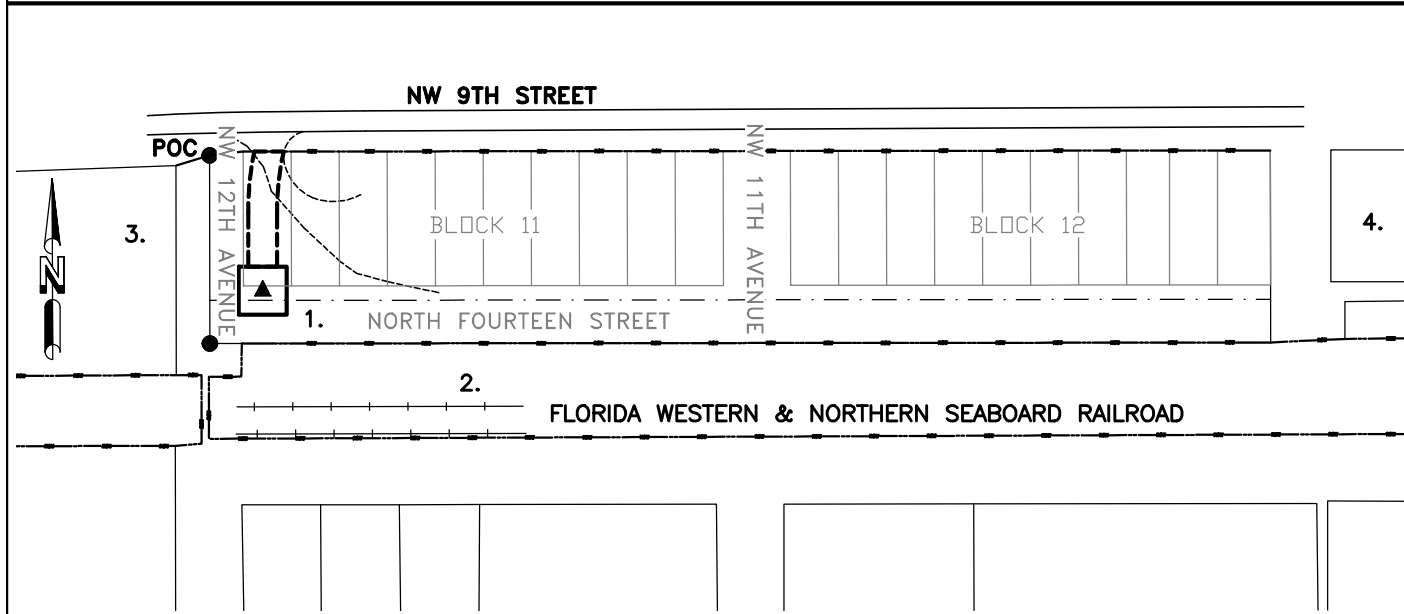 NW 9TH STREET
POC
NW 12TH AVENUE
NW 11TH AVENUE
3.
BLOCK 11
BLOCK 12
4.
N
1.
NORTH FOURTEEN STREET
2.
FLORIDA WESTERN & NORTHERN SEABOARD RAILROAD